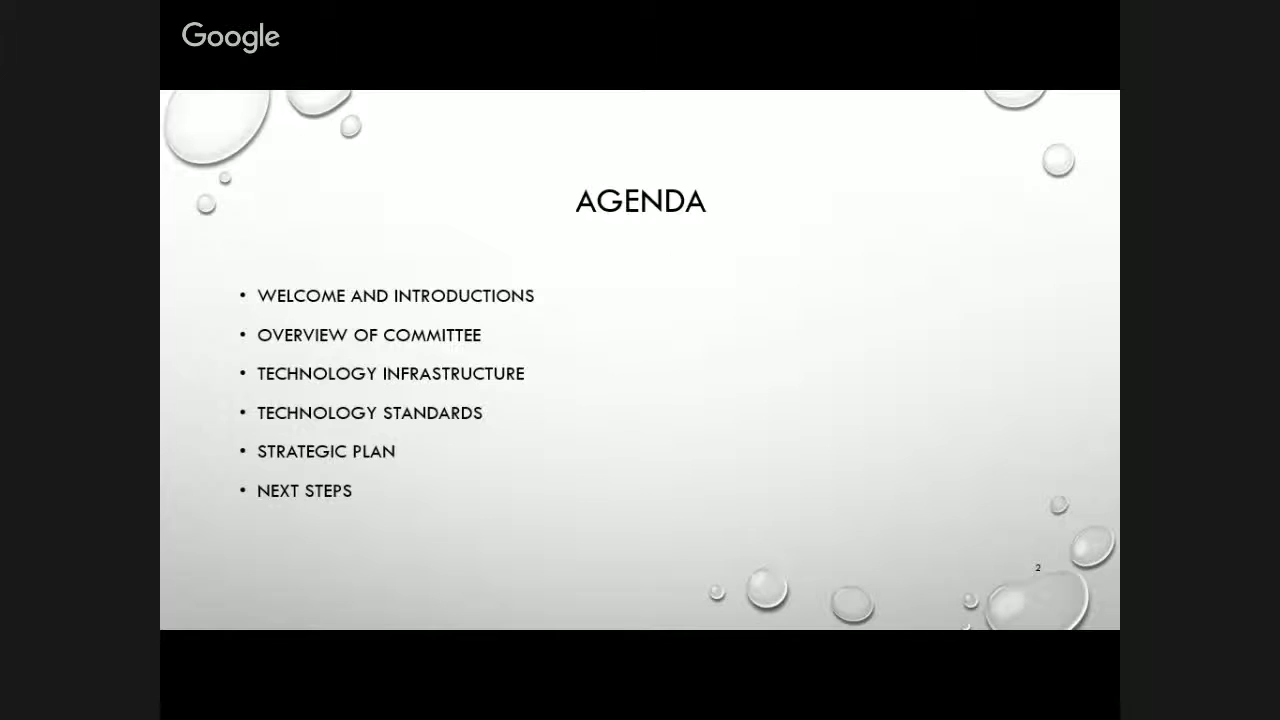 Google
AGENDA
• WELCOME AND INTRODUCTIONS
• OVERVIEW OF COMMITTEE
• TECHNOLOGY INFRASTRUCTURE
• TECHNOLOGY STANDARDS
• STRATEGIC PLAN
• NEXT STEPS
2